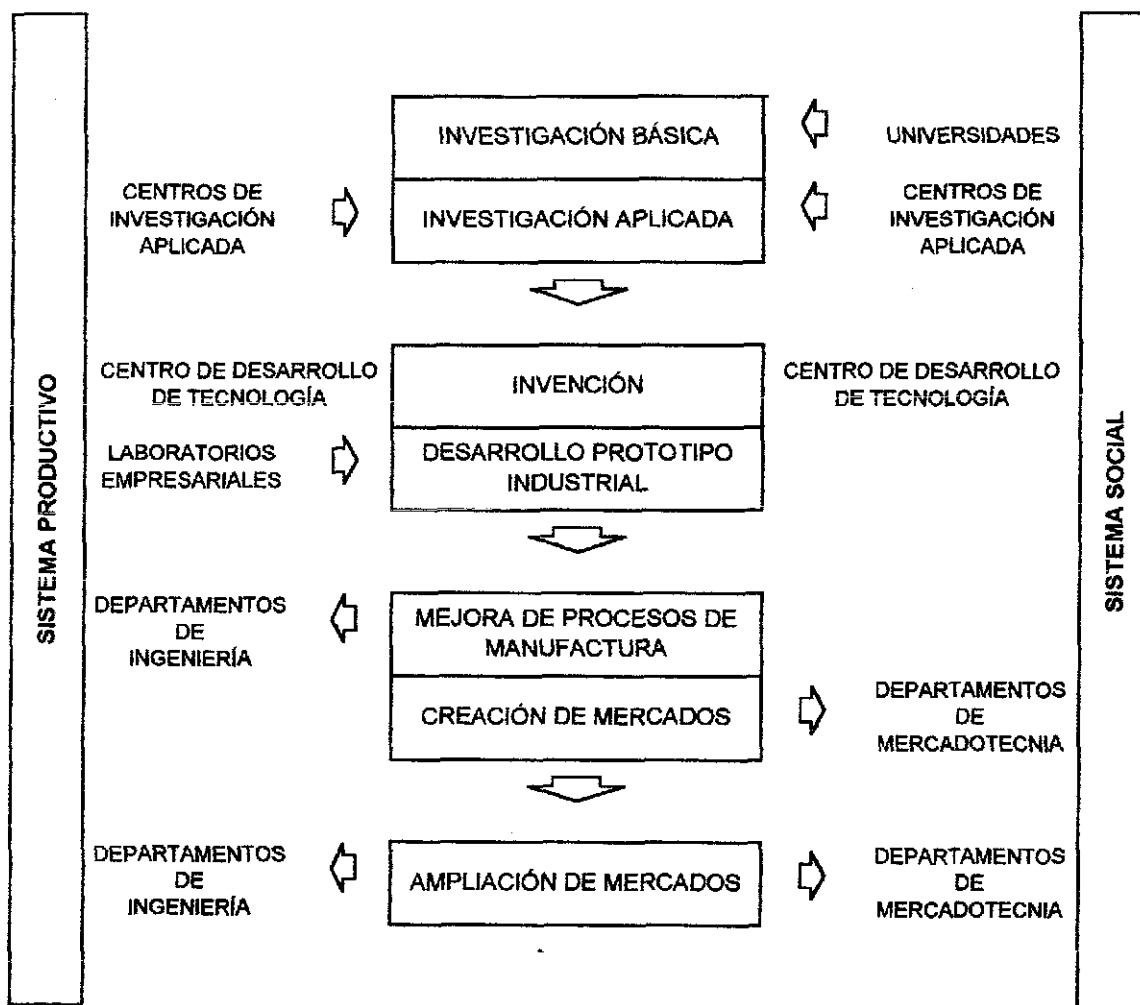 SISTEMA PRODUCTIVO
INVESTIGACIÓN BÁSICA
UNIVERSIDADES
CENTROS DE
INVESTIGACIÓN
APLICADA
INVESTIGACIÓN APLICADA
CENTROS DE
INVESTIGACIÓN
APLICADA
CENTRO DE DESARROLLO
DE TECNOLOGÍA
INVENCIÓN
CENTRO DE DESARROLLO
DE TECNOLOGÍA
LABORATORIOS
EMPRESARIALES
DESARROLLO PROTOTIPO
INDUSTRIAL
DEPARTAMENTOS
DE
INGENIERÍA
MEJORA DE PROCESOS DE
MANUFACTURA
CREACIÓN DE MERCADOS
DEPARTAMENTOS
DE
MERCADOTECNIA
DEPARTAMENTOS
DE
INGENIERÍA
AMPLIACIÓN DE MERCADOS
DEPARTAMENTOS
DE
MERCADOTECNIA
SISTEMA SOCIAL